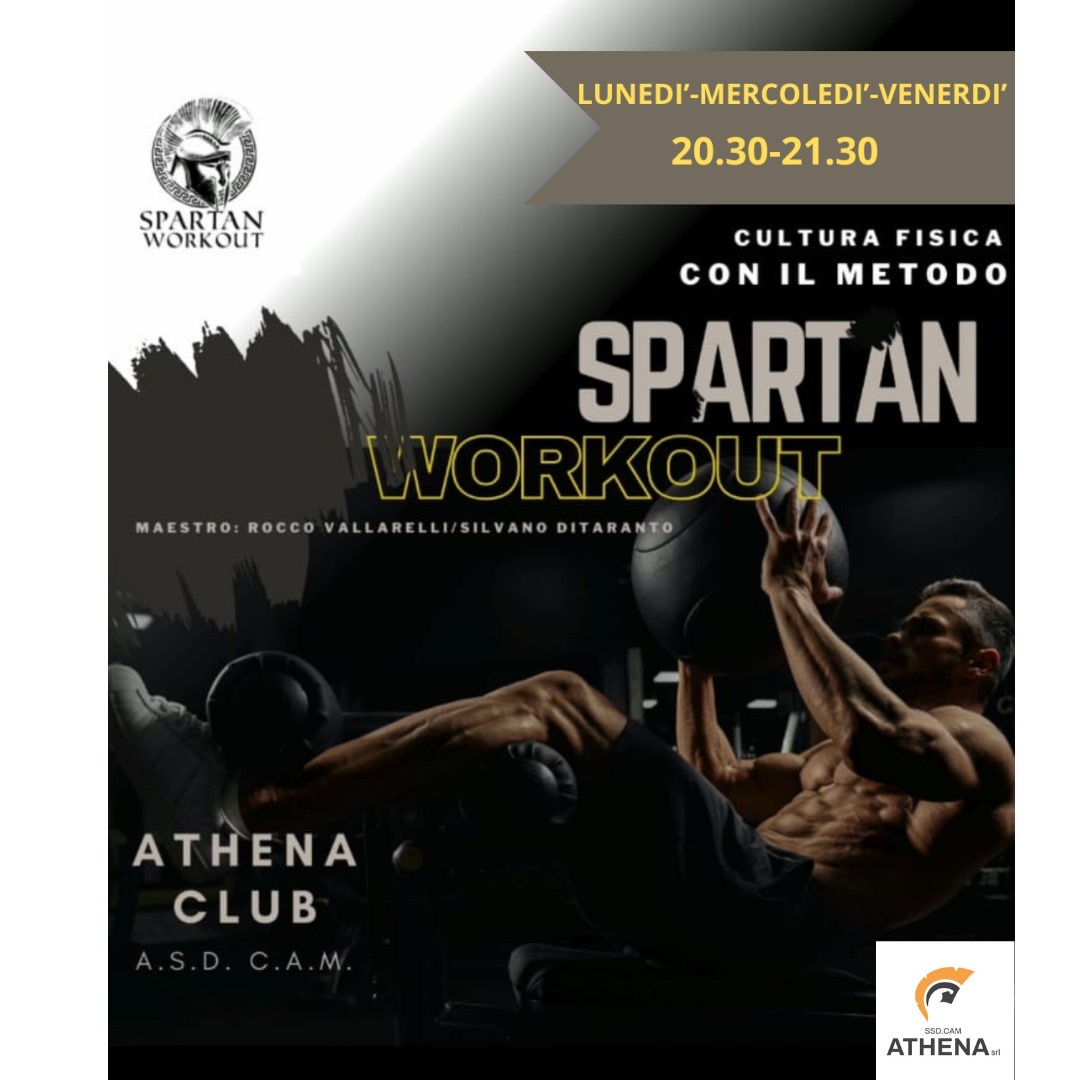 LUNEDI’-MERCOLEDI’-VENERDI’
20.30-21.30
SPARTAN
WORKOUT
CULTURA FISICA
CON IL METODO
SPARTAN
WORKOUT
MAESTRO: ROCCO VALLARELLI/SILVANO DITARANTO
ATHENA
CLUB
A.S.D. C.A.M.
SSD.CAM
ATHENA srl